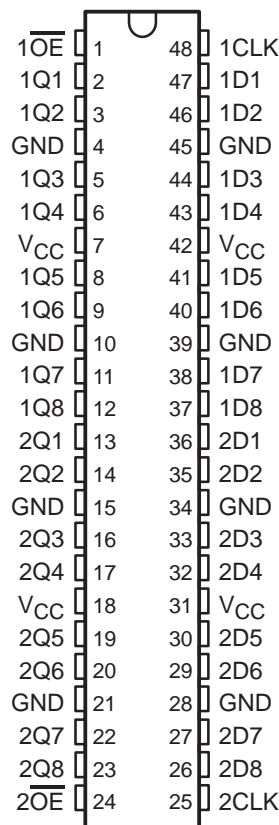 1O̅E̅ 1 48 1CLK
1Q1 2 47 1D1
1Q2 3 46 1D2
GND 4 45 GND
1Q3 5 44 1D3
1Q4 6 43 1D4
VCC 7 42 VCC
1Q5 8 41 1D5
1Q6 9 40 1D6
GND 10 39 GND
1Q7 11 38 1D7
1Q8 12 37 1D8
2Q1 13 36 2D1
2Q2 14 35 2D2
GND 15 34 GND
2Q3 16 33 2D3
2Q4 17 32 2D4
VCC 18 31 VCC
2Q5 19 30 2D5
2Q6 20 29 2D6
GND 21 28 GND
2Q7 22 27 2D7
2Q8 23 26 2D8
2O̅E̅ 24 25 2CLK